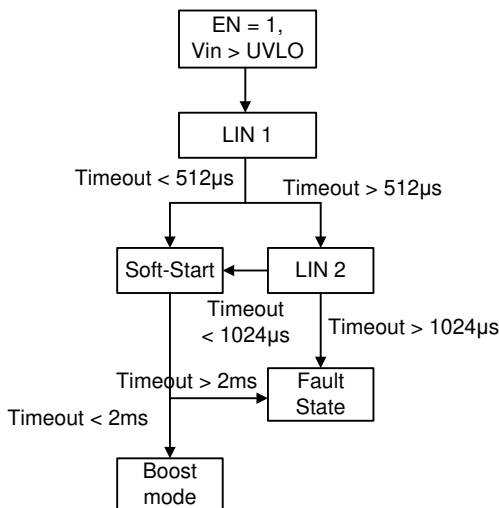 EN = 1,
Vin > UVLO
LIN 1
Timeout < 512µs
Timeout > 512µs
Soft-Start
LIN 2
Timeout
< 1024µs
Timeout > 1024µs
Timeout > 2ms
Fault
State
Timeout < 2ms
Boost
mode